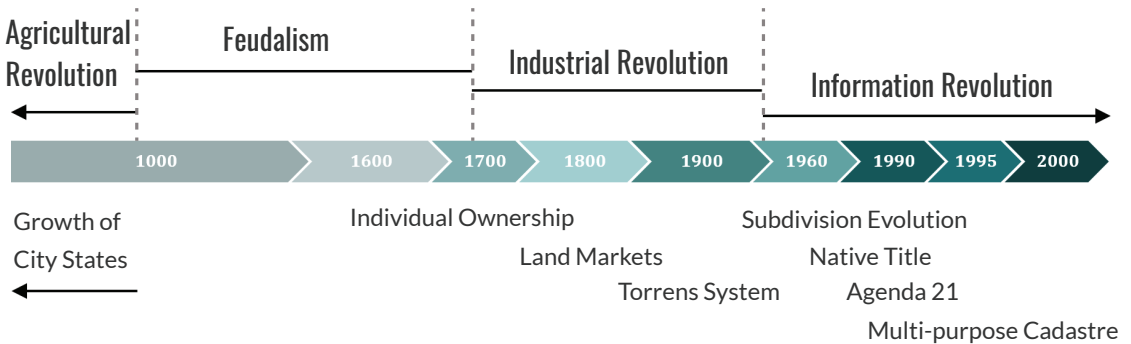 Agricultural
Revolution
Feudalism
Industrial Revolution
Information Revolution
1000
1600
1700
1800
1900
1960
1990
1995
2000
Growth of
City States
Individual Ownership
Land Markets
Torrens System
Subdivision Evolution
Native Title
Agenda 21
Multi-purpose Cadastre